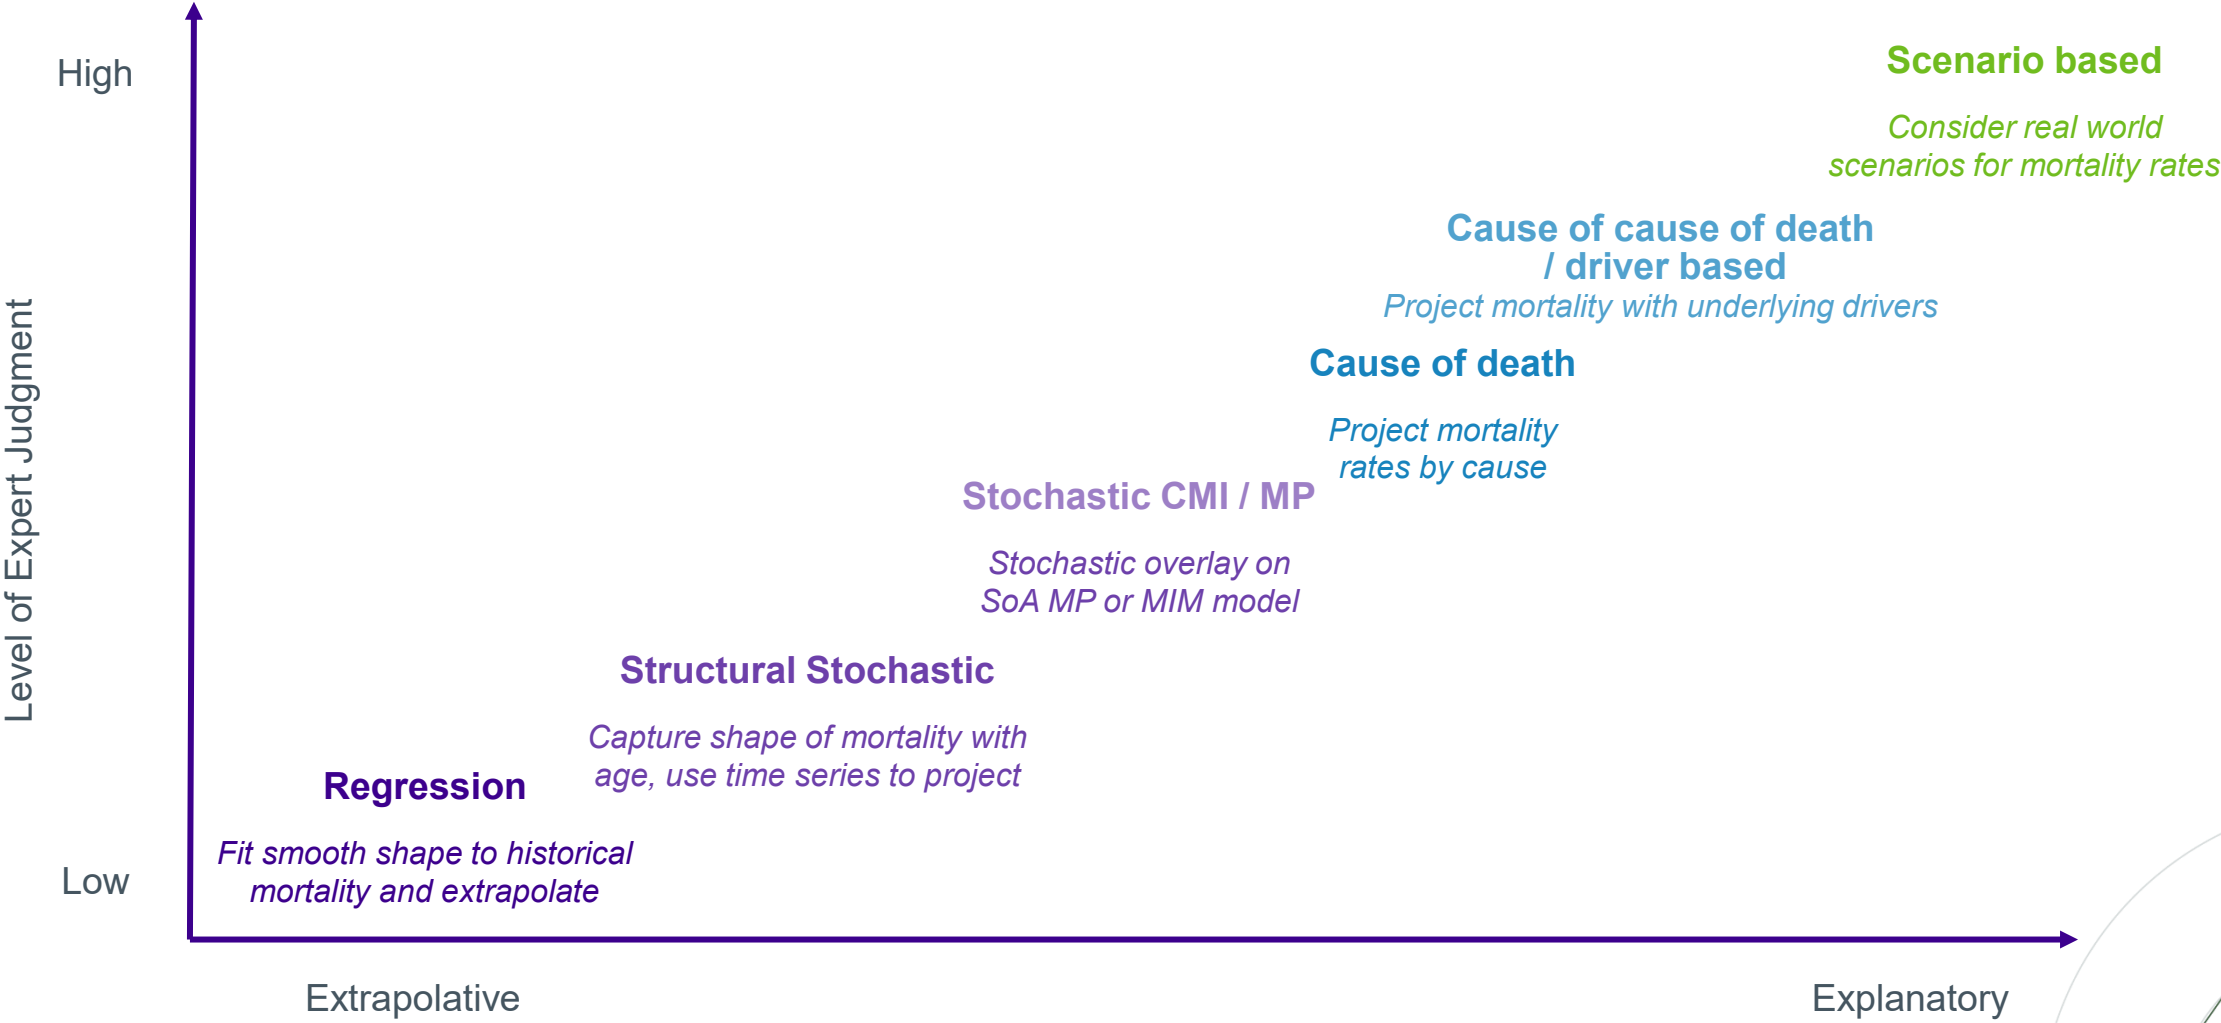 High
Scenario based
Consider real world
scenarios for mortality rates
Cause of cause of death
/ driver based
Project mortality with underlying drivers
Cause of death
Project mortality
rates by cause
Stochastic CMI / MP
Stochastic overlay on
SoA MP or MIM model
Level of Expert Judgment
Structural Stochastic
Capture shape of mortality with
age, use time series to project
Regression
Fit smooth shape to historical
mortality and extrapolate
Low
Extrapolative
Explanatory